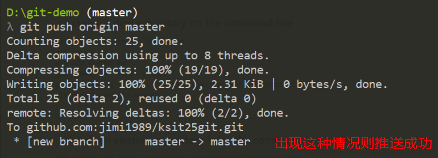 D:\git-demo (master)
λ git push origin master
Counting objects: 25, done.
Delta compression using up to 8 threads.
Compressing objects: 100% (19/19), done.
Writing objects: 100% (25/25), 2.31 KiB | 0 bytes/s, done.
Total 25 (delta 2), reused 0 (delta 0)
remote: Resolving deltas: 100% (2/2), done.
To github.com:jimi1989/ksit25git.git
 * [new branch]      master -> master 出现这种情况则推送成功